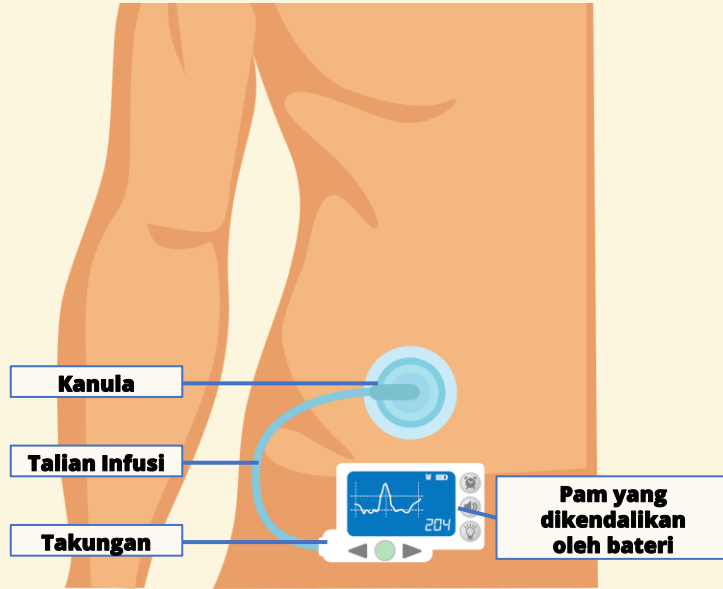 Kanula
Talian Infusi
Takungan
204
Pam yang
dikendalikan
oleh bateri